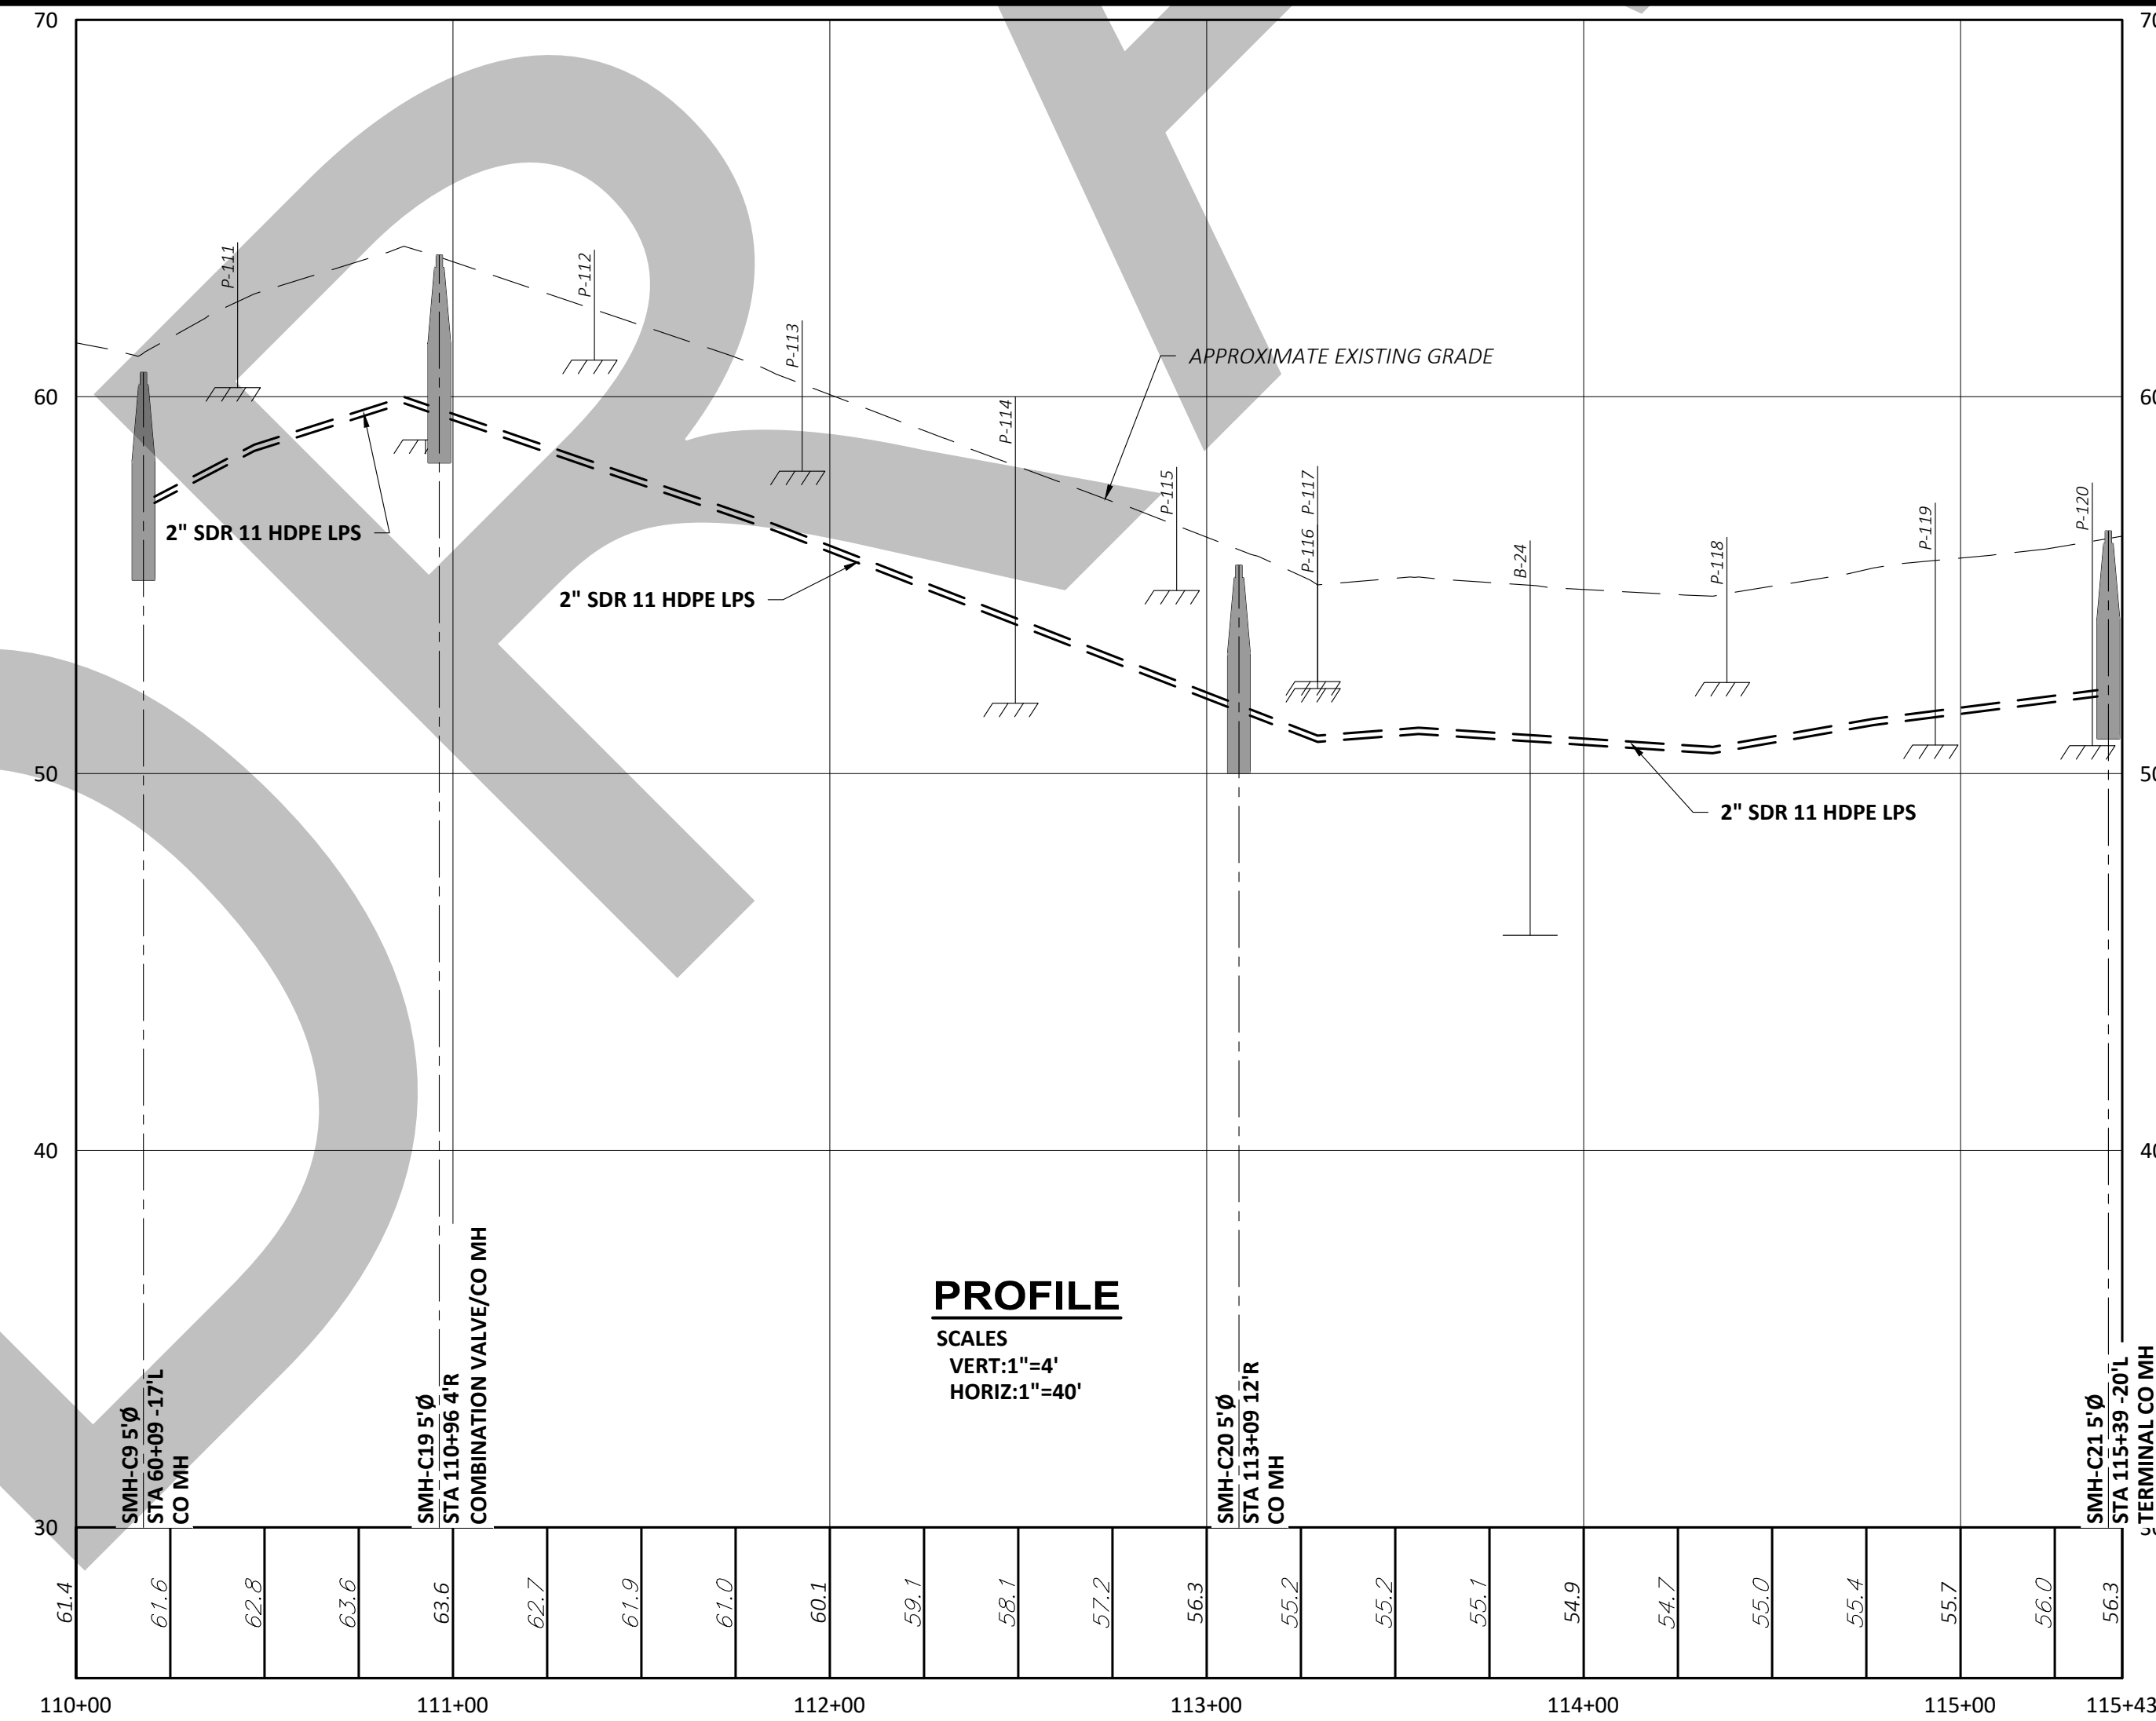 70
70
P-111
P-112
P-113
APPROXIMATE EXISTING GRADE
60
P-114
P-115
P-116
P-117
B-24
P-118
P-119
P-120
2" SDR 11 HDPE LPS
2" SDR 11 HDPE LPS
50
2" SDR 11 HDPE LPS
40
PROFILE
SCALES
VERT:1"=4'
HORIZ:1"=40'
SMH-C9 5'Ø
STA 60+09 -17'L
CO MH
SMH-C19 5'Ø
STA 110+96 4'R
COMBINATION VALVE/CO MH
SMH-C20 5'Ø
STA 113+09 12'R
CO MH
SMH-C21 5'Ø
STA 115+39 -20'L
TERMINAL CO MH
30
61.4
61.6
62.8
63.6
63.6
62.7
61.9
61.0
60.1
59.1
58.1
57.2
56.3
55.2
55.2
55.1
54.9
54.7
55.0
55.4
55.7
56.0
56.3
110+00
111+00
112+00
113+00
114+00
115+00
115+43